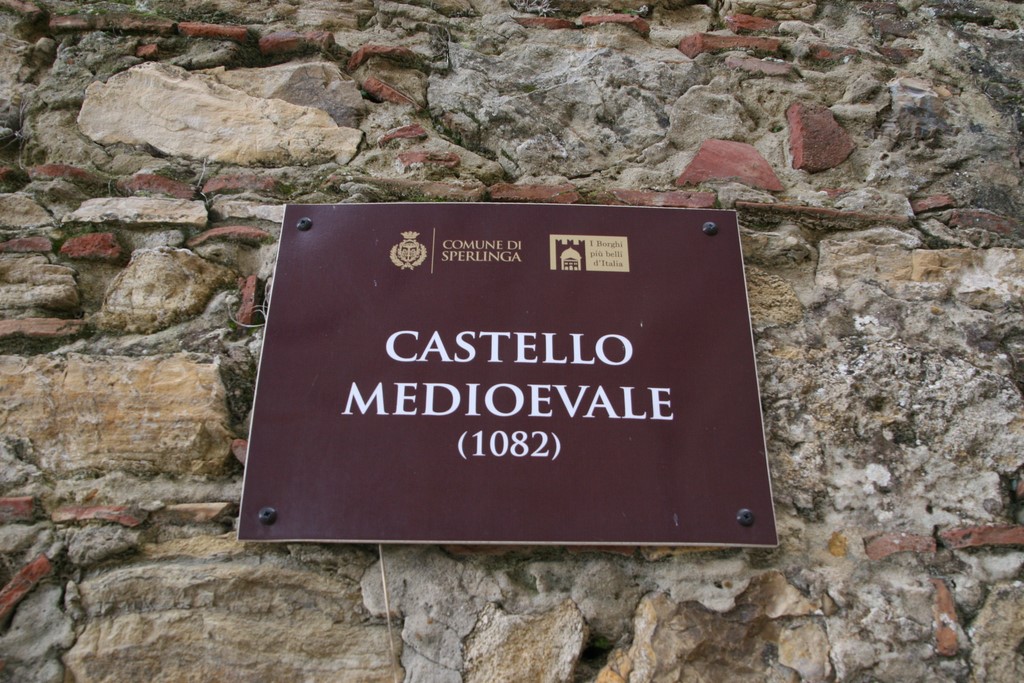 COMUNE DI
SPERLINGA
I Borghi
più belli
d'Italia
CASTELLO
MEDIOEVALE
(1082)